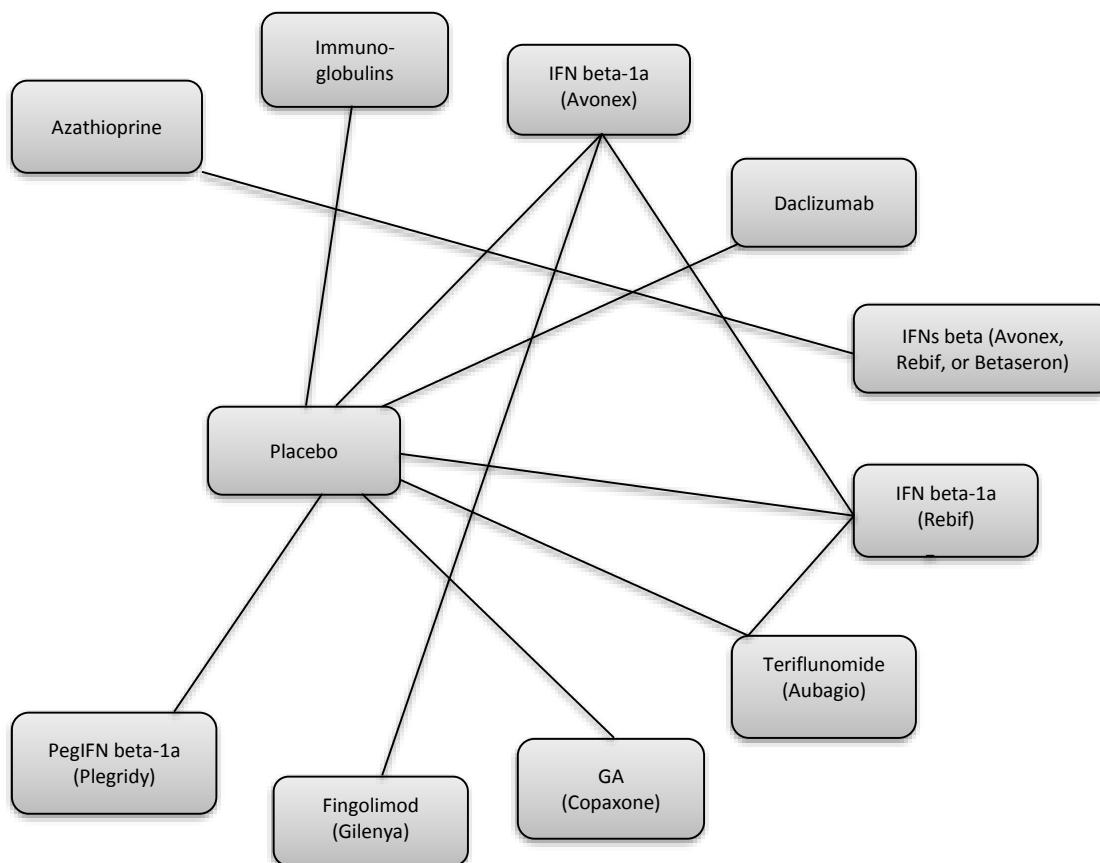 Immuno-
globulins
IFN beta-1a
(Avonex)
Azathioprine
Daclizumab
IFNs beta (Avonex,
Rebif, or Betaseron)
Placebo
IFN beta-1a
(Rebif)
Teriflunomide
(Aubagio)
PegIFN beta-1a
(Plegridy)
GA
(Copaxone)
Fingolimod
(Gilenya)